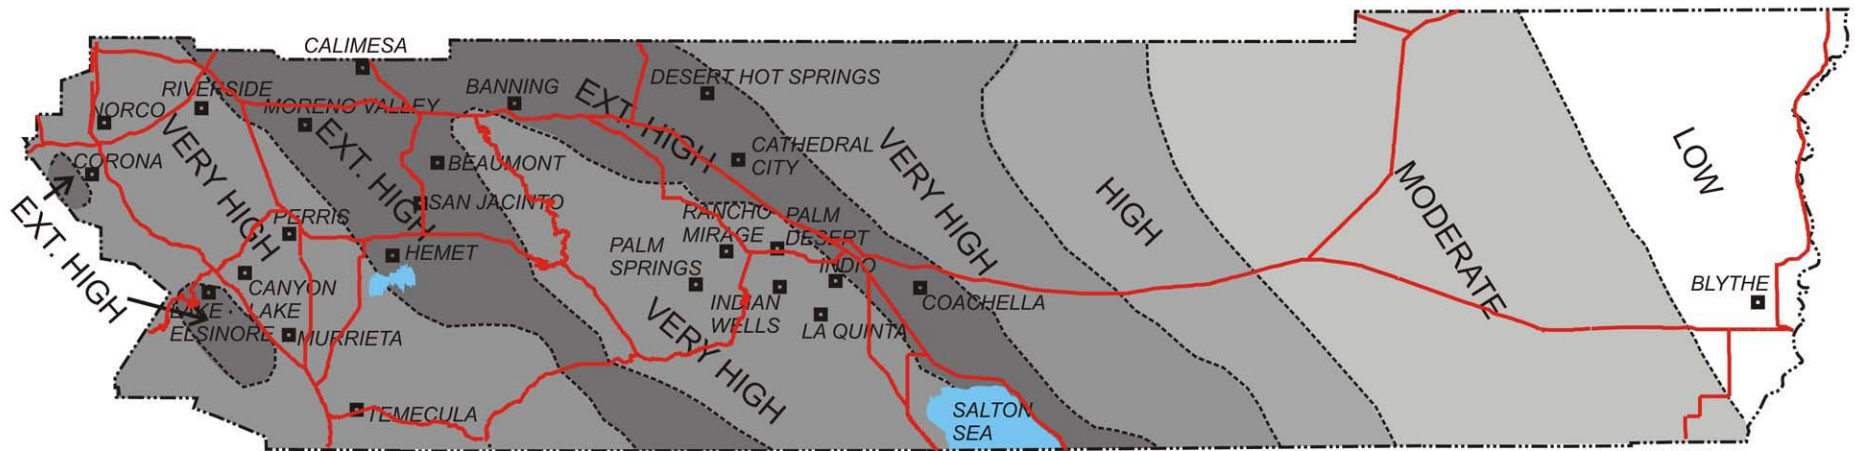 CALIMESA
RIVERSIDE
NORCO
MORENO VALLEY
BANNING
DESERT HOT SPRINGS
CORONA
VERY HIGH
EXT. HIGH
BEAUMONT
EXT. HIGH
CATHEDRAL
CITY
VERY HIGH
HIGH
MODERATE
LOW
EXT. HIGH
PERRIS
SAN JACINTO
HEMET
RANCHO
MIRAGE
PALM
DESERT
PALM
SPRINGS
INDIO
CANYON
LAKE
LAKE
ELSINORE
MURRIETA
INDIAN
WELLS
LA QUINTA
COACHELLA
BLYTHE
VERY HIGH
TEMECULA
SALTON
SEA